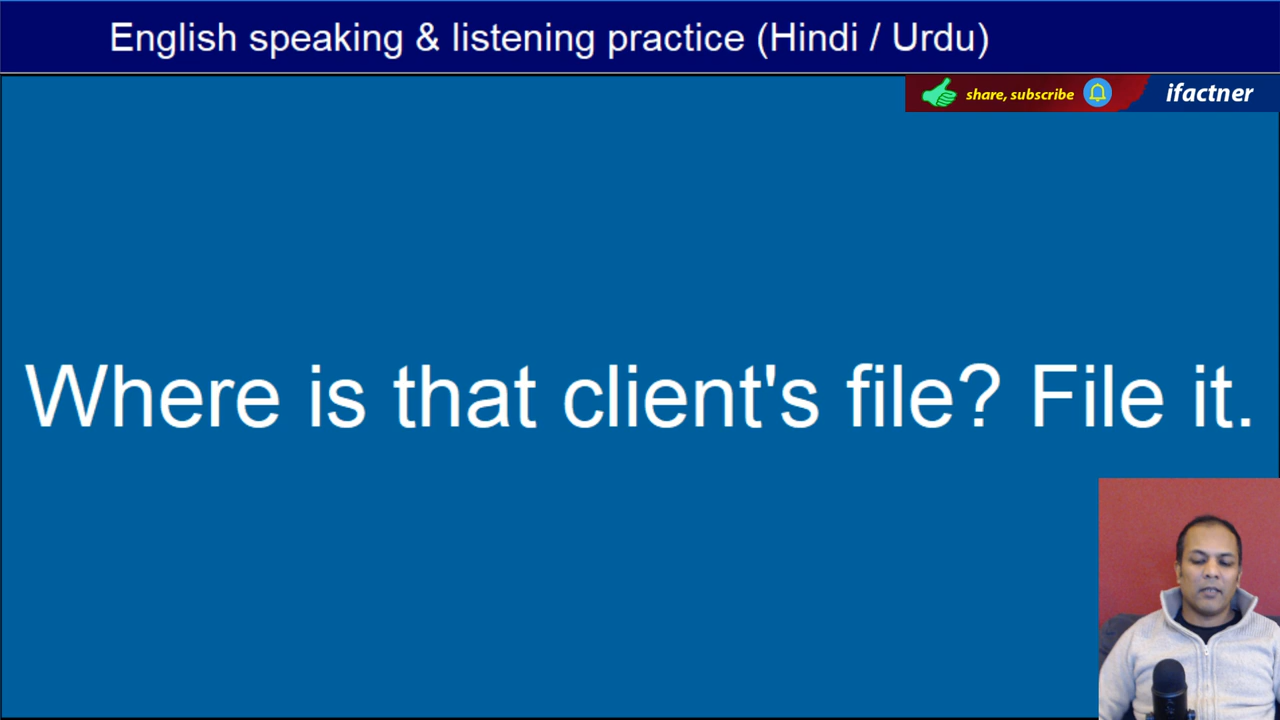 English speaking & listening practice (Hindi / Urdu)
share, subscribe
ifactner
Where is that client's file? File it.